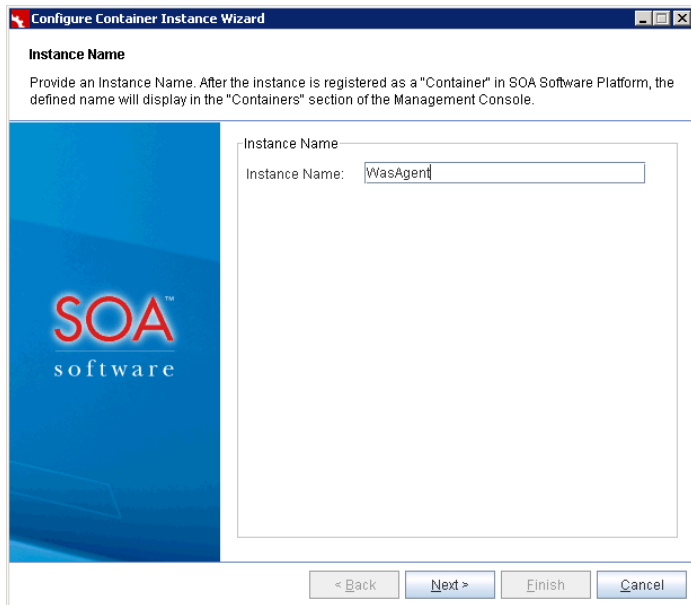 Configure Container Instance Wizard
Instance Name
Provide an Instance Name. After the instance is registered as a "Container" in SOA Software Platform, the
defined name will display in the "Containers" section of the Management Console.
Instance Name
Instance Name: WasAgent
SOA™
software
< Back Next > Finish Cancel